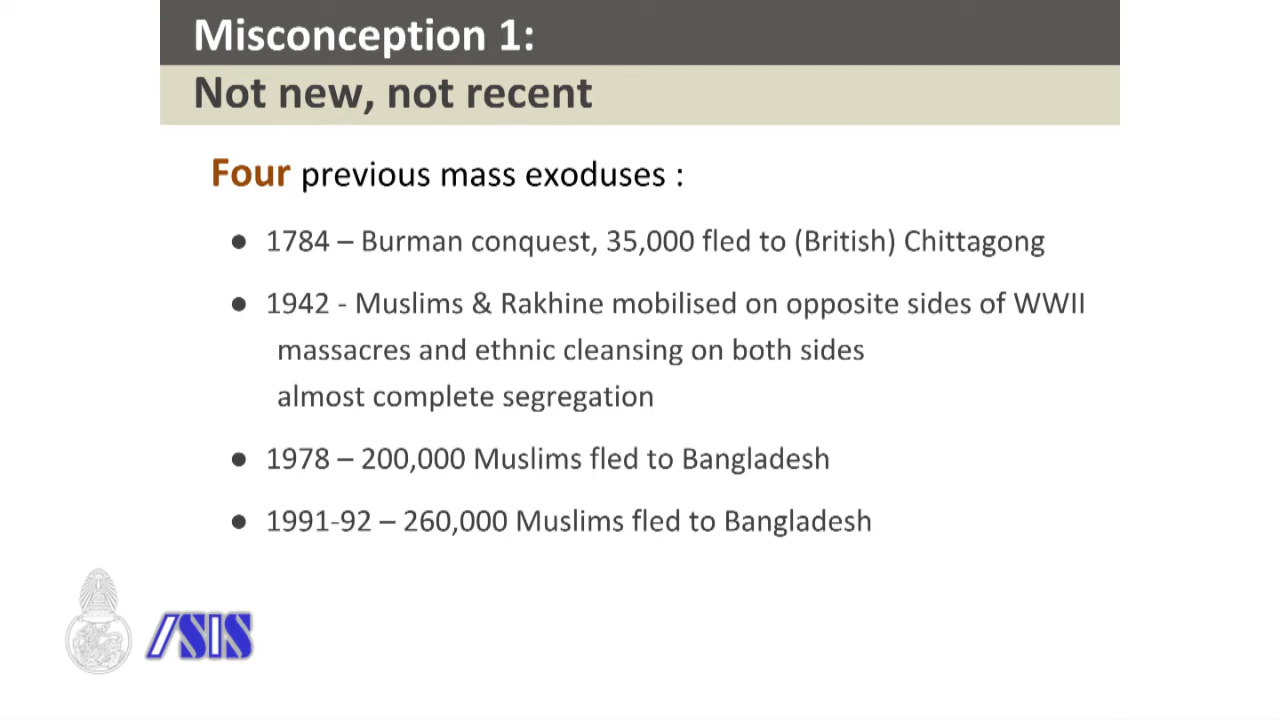 Misconception 1:
Not new, not recent
Four previous mass exoduses :
● 1784 – Burman conquest, 35,000 fled to (British) Chittagong
● 1942 - Muslims & Rakhine mobilised on opposite sides of WWII
massacres and ethnic cleansing on both sides
almost complete segregation
● 1978 – 200,000 Muslims fled to Bangladesh
● 1991-92 – 260,000 Muslims fled to Bangladesh
ISIS